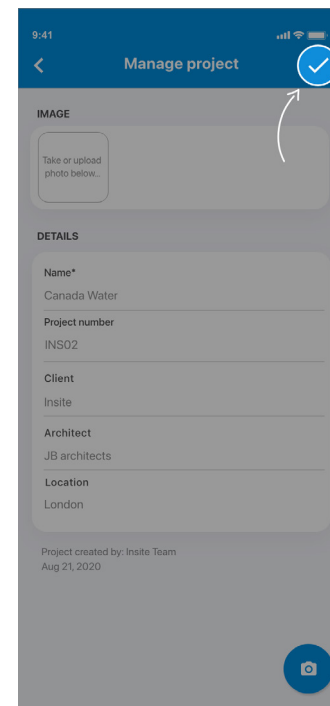 9:41
Manage project
IMAGE
Take or upload
photo below...
DETAILS
Name*
Canada Water
Project number
INS02
Client
Insite
Architect
JB architects
Location
London
Project created by: Insite Team
Aug 21, 2020